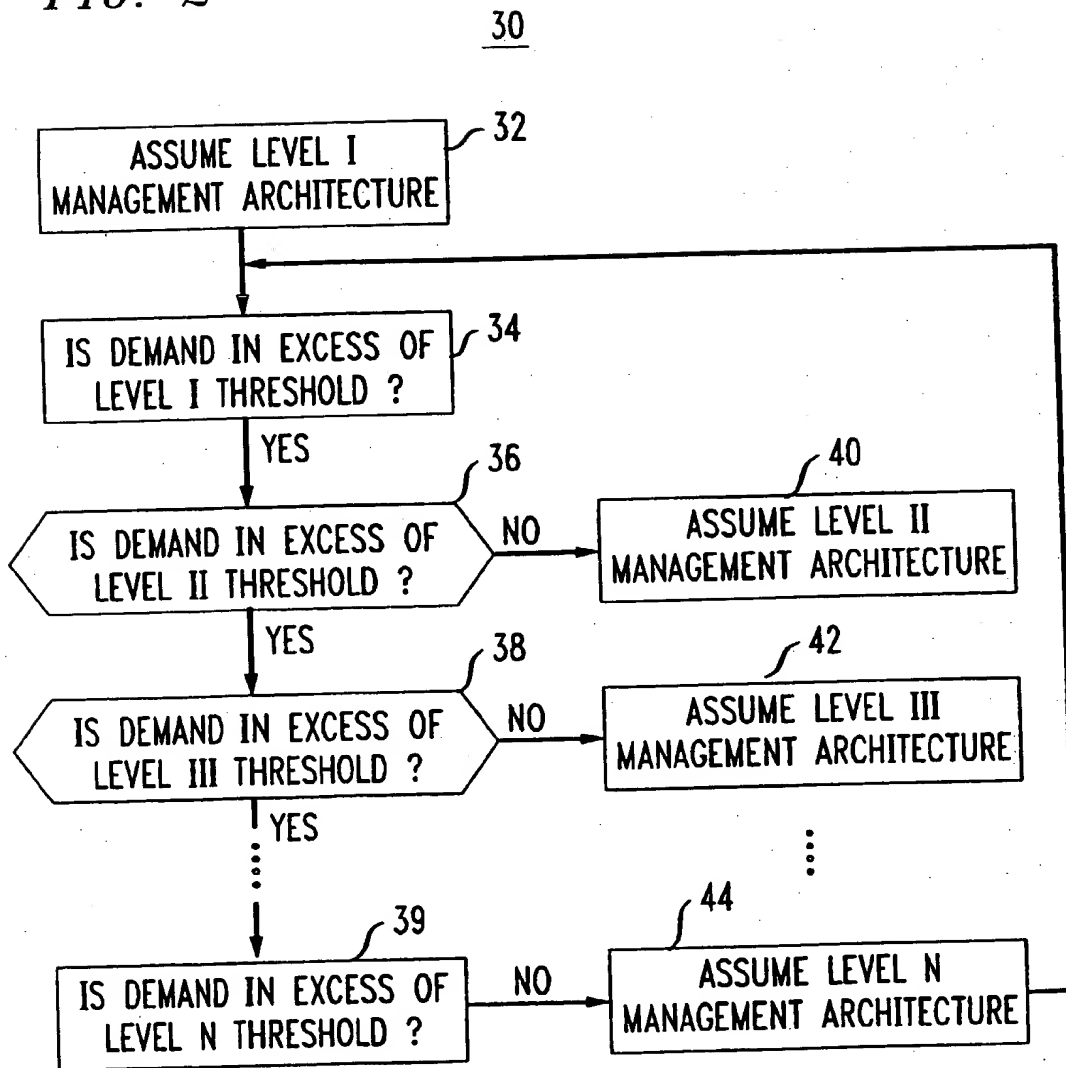 FIG. 2
30
ASSUME LEVEL I
MANAGEMENT ARCHITECTURE
32
IS DEMAND IN EXCESS OF
LEVEL I THRESHOLD ?
34
YES
36
IS DEMAND IN EXCESS OF
LEVEL II THRESHOLD ?
NO
40
ASSUME LEVEL II
MANAGEMENT ARCHITECTURE
YES
38
IS DEMAND IN EXCESS OF
LEVEL III THRESHOLD ?
NO
42
ASSUME LEVEL III
MANAGEMENT ARCHITECTURE
YES
39
IS DEMAND IN EXCESS OF
LEVEL N THRESHOLD ?
NO
44
ASSUME LEVEL N
MANAGEMENT ARCHITECTURE